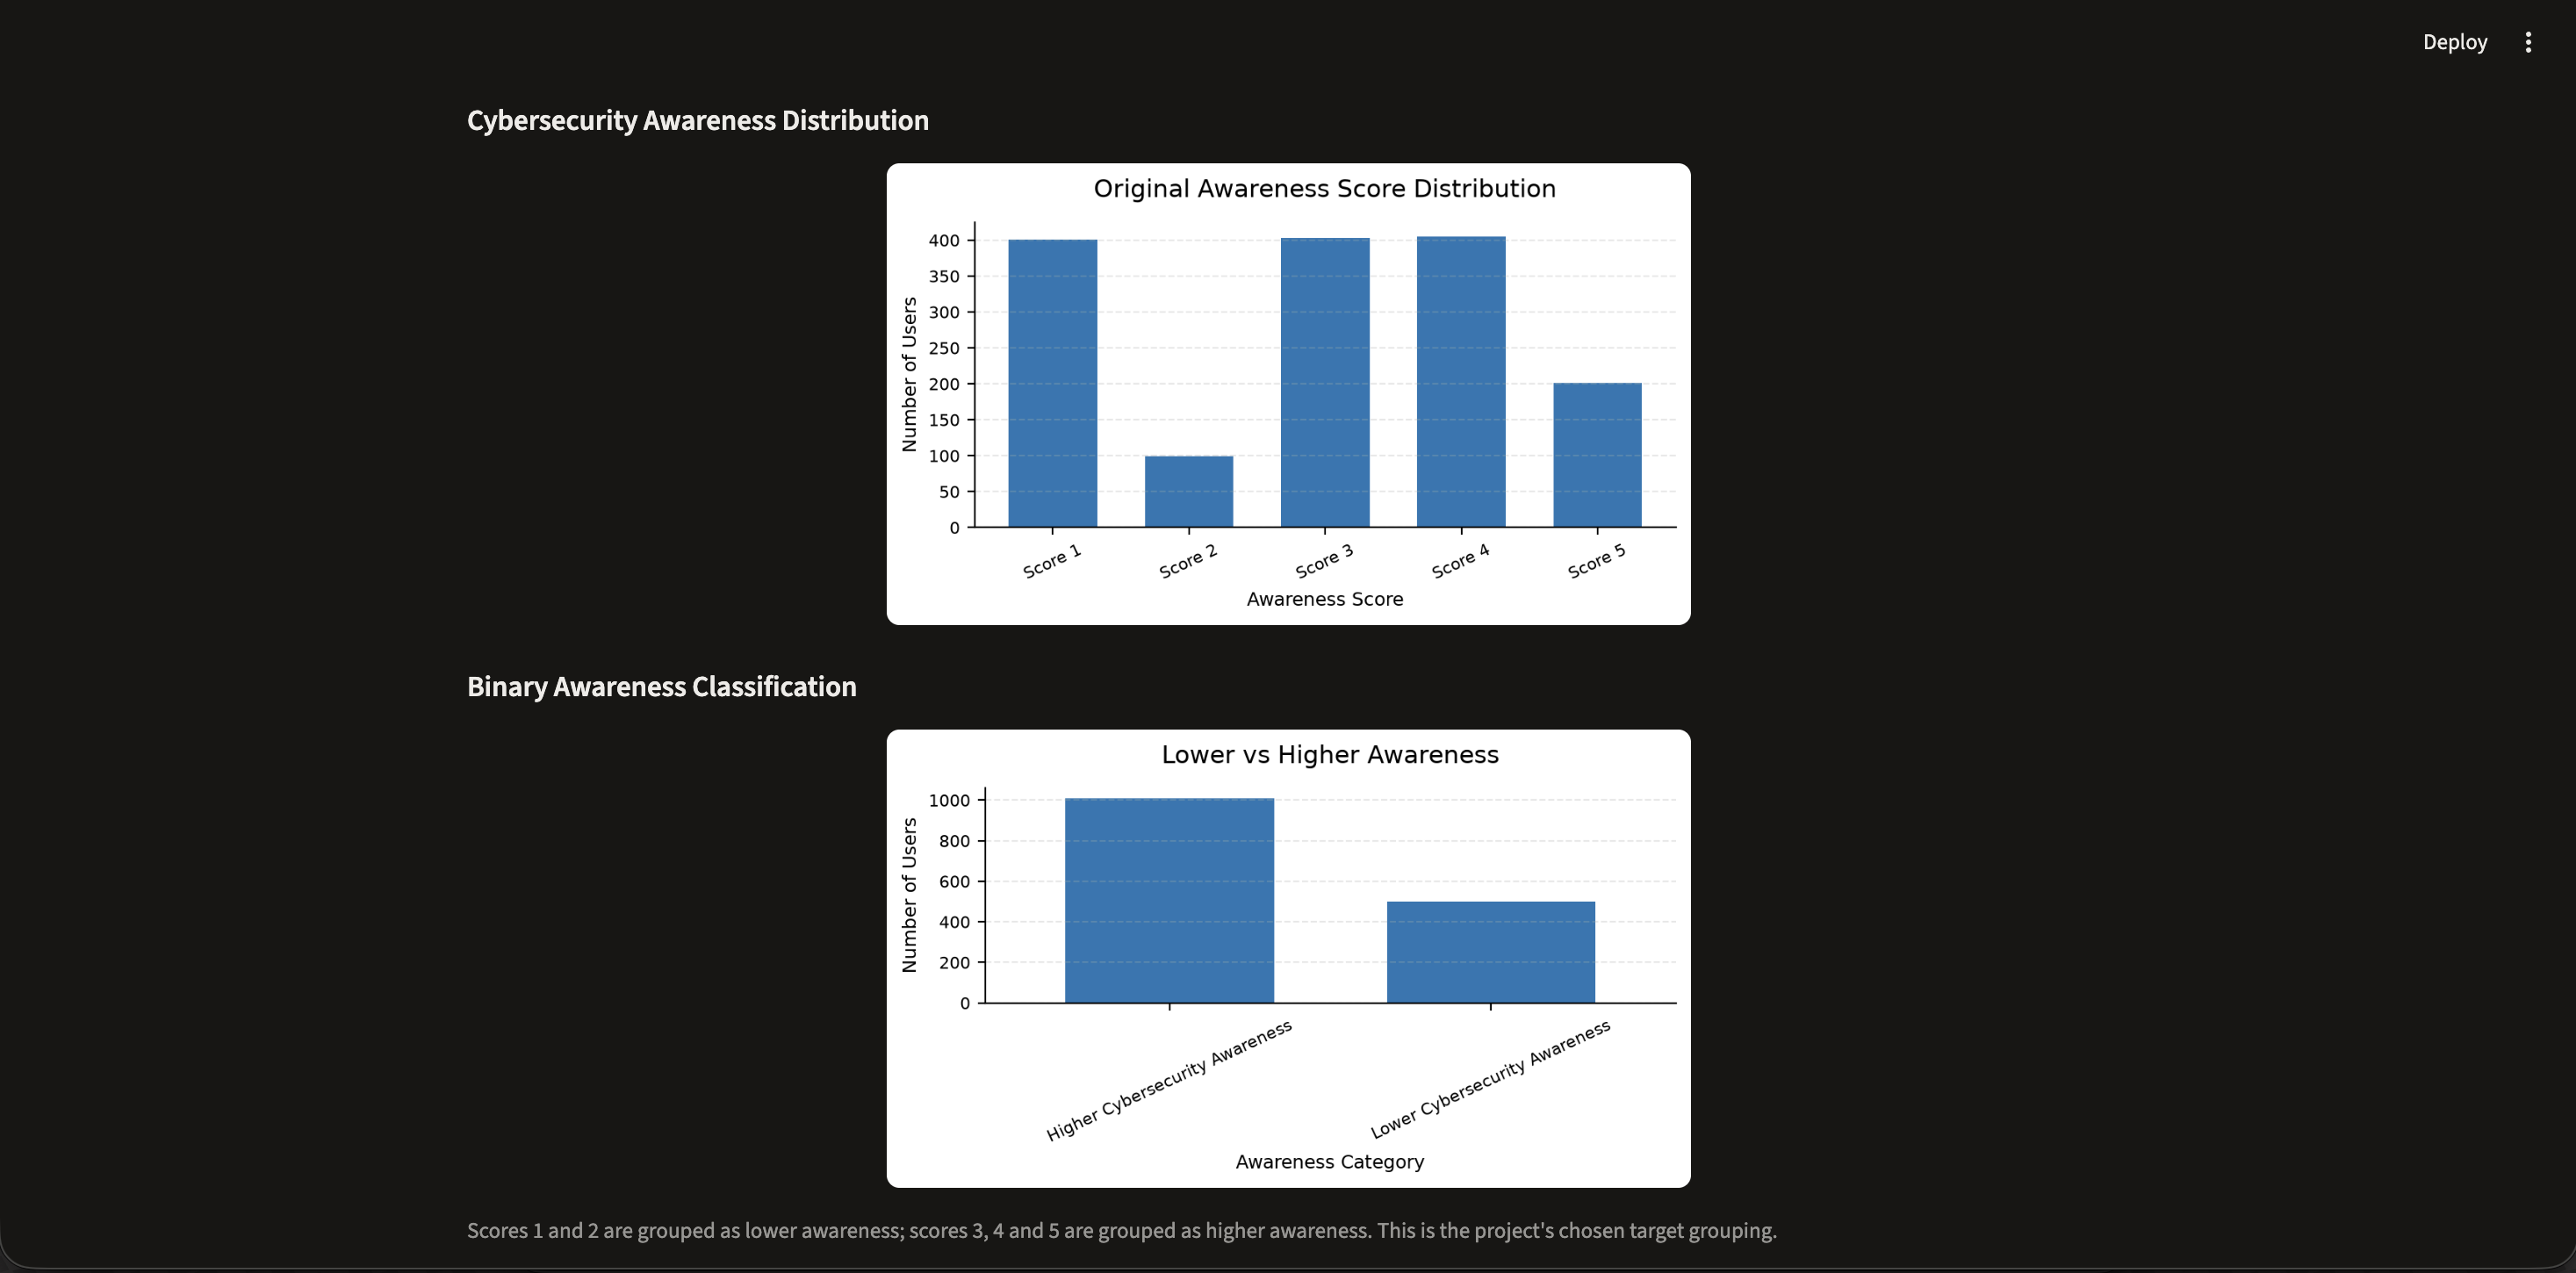 Deploy
Cybersecurity Awareness Distribution
Original Awareness Score Distribution
Number of Users
400
350
300
250
200
150
100
50
0
Score 1 Score 2 Score 3 Score 4 Score 5
Awareness Score
Binary Awareness Classification
Lower vs Higher Awareness
Number of Users
1000
800
600
400
200
0
Higher Cybersecurity Awareness
Lower Cybersecurity Awareness
Awareness Category
Scores 1 and 2 are grouped as lower awareness; scores 3, 4 and 5 are grouped as higher awareness. This is the project's chosen target grouping.